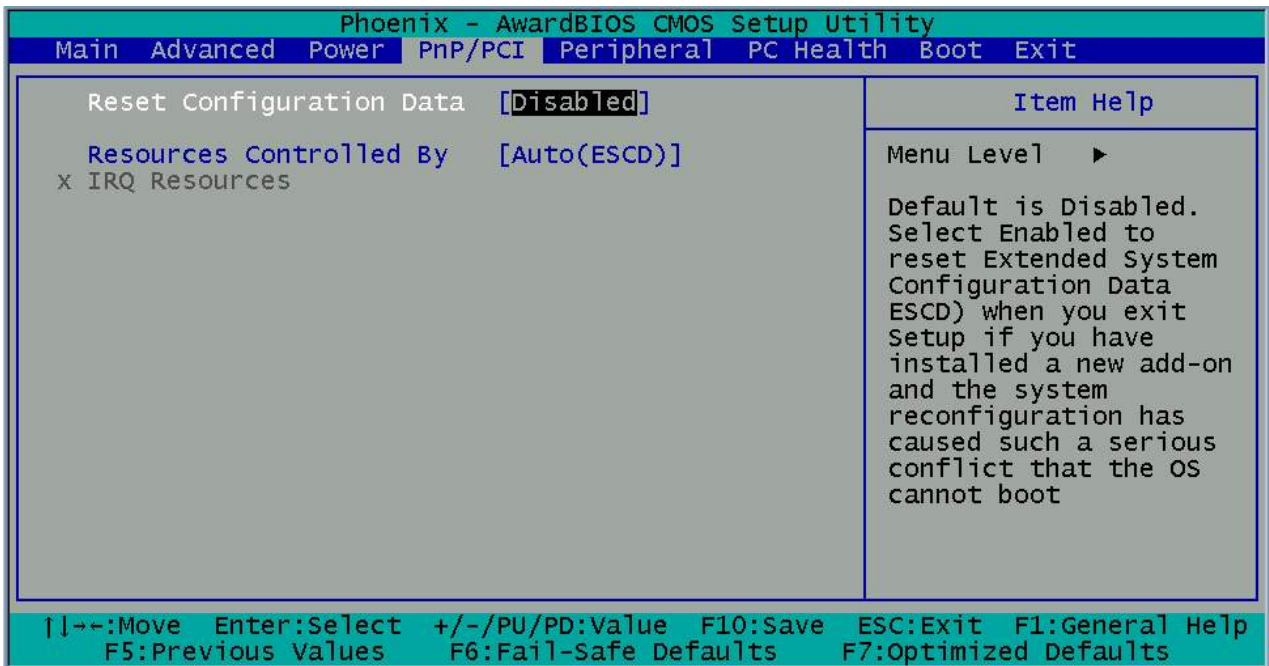 Phoenix - AwardBIOS CMOS Setup Utility
Main Advanced Power PnP/PCI Peripheral PC Health Boot Exit
Reset Configuration Data [Disabled]
Resources Controlled By [Auto(ESCD)]
x IRQ Resources
Item Help
Menu Level ►
Default is Disabled.
Select Enabled to
reset Extended System
Configuration Data
ESCD) when you exit
Setup if you have
installed a new add-on
and the system
reconfiguration has
caused such a serious
conflict that the OS
cannot boot
↑↓→←:Move Enter:Select +/-/PU/PD:Value F10:Save ESC:Exit F1:General Help
F5:Previous Values F6:Fail-Safe Defaults F7:Optimized Defaults